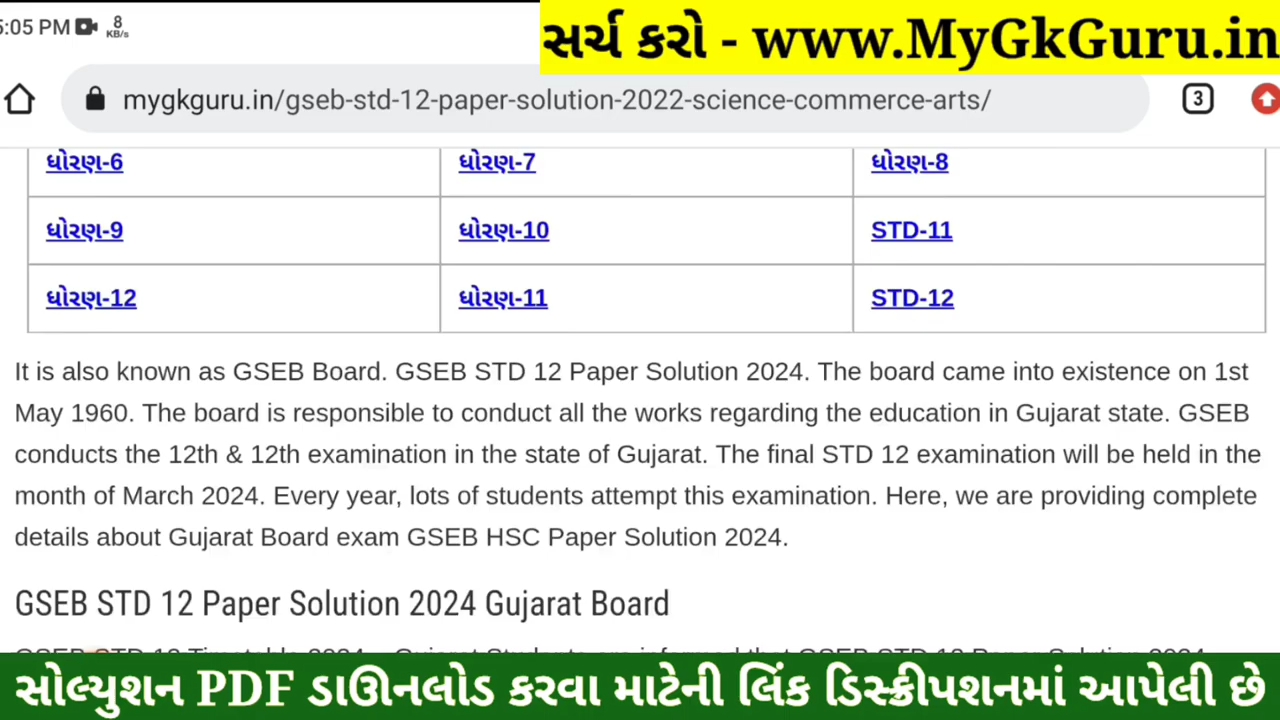 5:05 PM 8 KB/s
સર્ચ કરો - www.MyGkGuru.in
mygkguru.in/gseb-std-12-paper-solution-2022-science-commerce-arts/
3
ધોરણ-6 ધોરણ-7 ધોરણ-8
ધોરણ-9 ધોરણ-10 STD-11
ધોરણ-12 ધોરણ-11 STD-12
It is also known as GSEB Board. GSEB STD 12 Paper Solution 2024. The board came into existence on 1st
May 1960. The board is responsible to conduct all the works regarding the education in Gujarat state. GSEB
conducts the 12th & 12th examination in the state of Gujarat. The final STD 12 examination will be held in the
month of March 2024. Every year, lots of students attempt this examination. Here, we are providing complete
details about Gujarat Board exam GSEB HSC Paper Solution 2024.
GSEB STD 12 Paper Solution 2024 Gujarat Board
સોલ્યુશન PDF ડાઊનલોડ કરવા માટેની લિંક ડિસ્ક્રીપશનમાં આપેલી છે